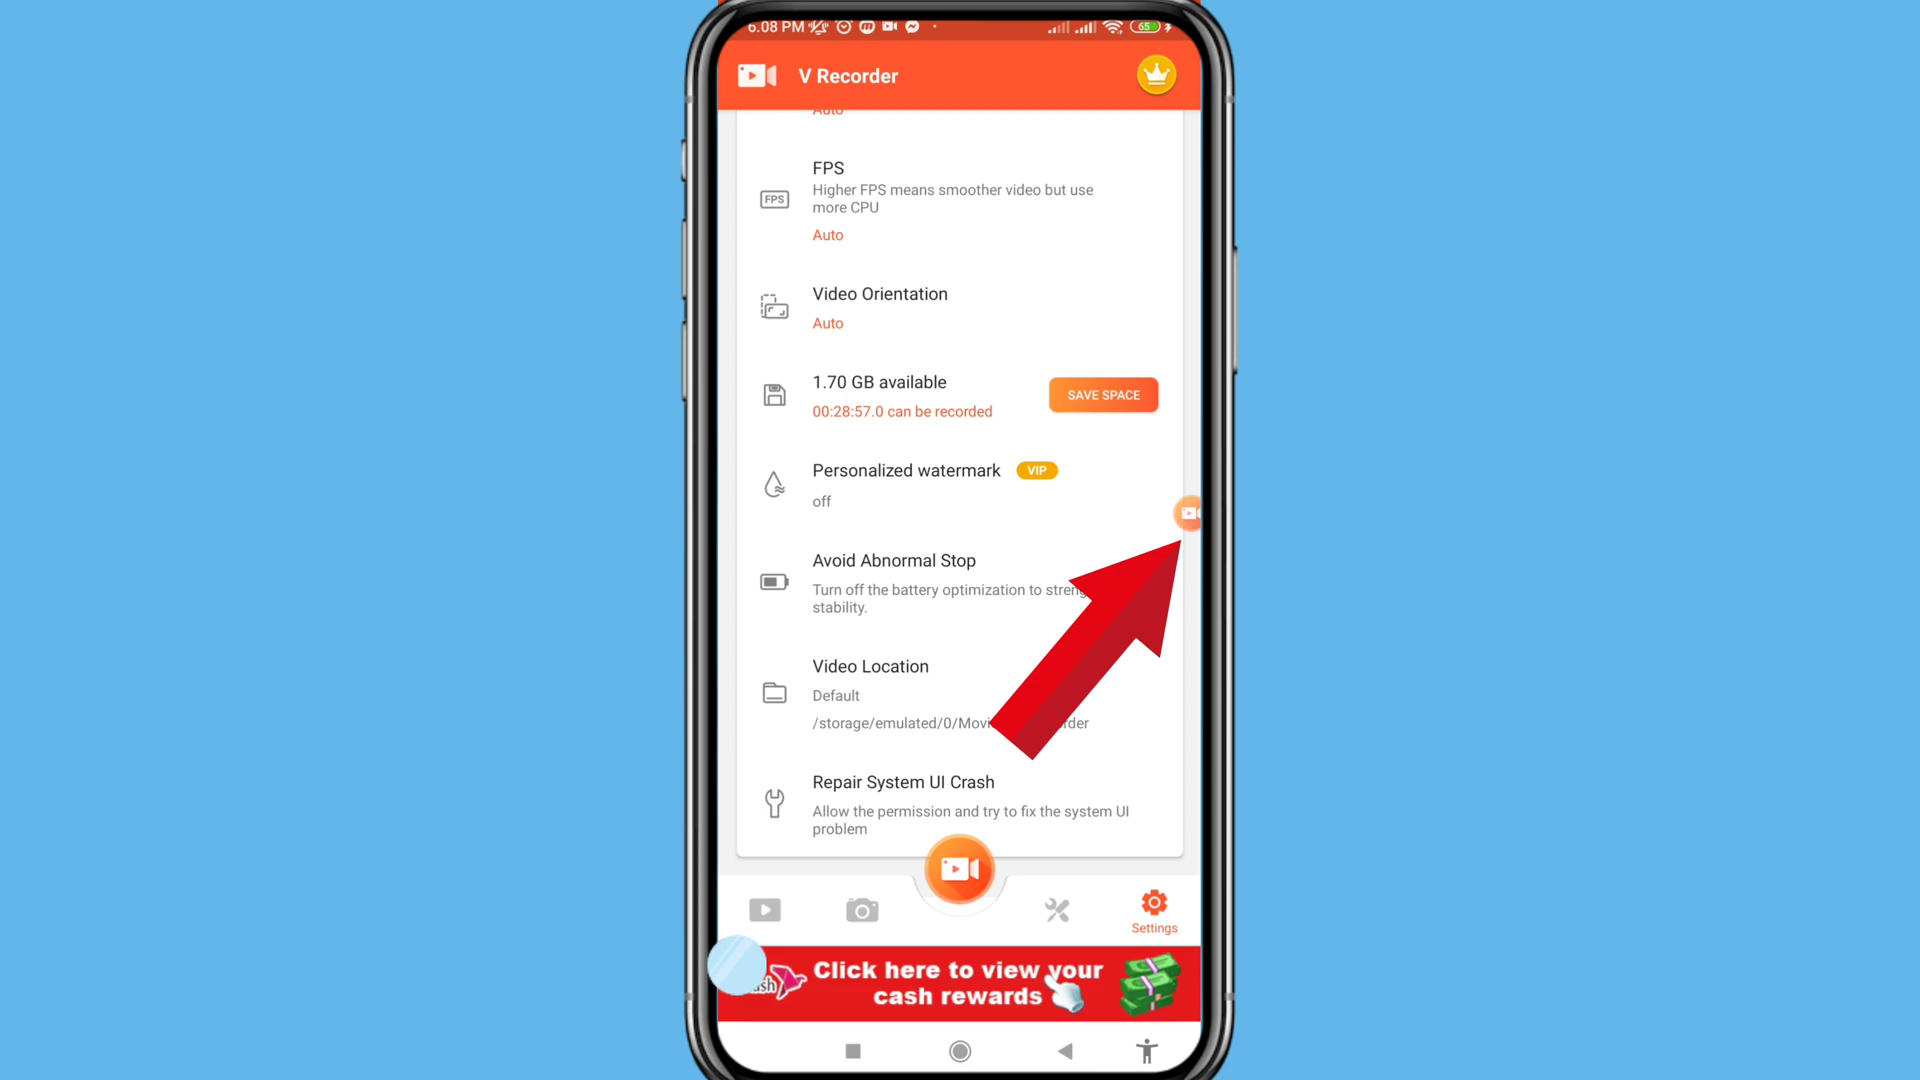 6.08 PM
65
V Recorder
Auto
FPS
FPS
Higher FPS means smoother video but use
more CPU
Auto
Video Orientation
Auto
1.70 GB available
00:28:57.0 can be recorded
SAVE SPACE
Personalized watermark VIP
off
Avoid Abnormal Stop
Turn off the battery optimization to
stability.
Video Location
Default
/storage/emulated/0/
Repair System UI Crash
Allow the permission and try to fix the system UI
problem
Settings
Click here to view your
cash rewards